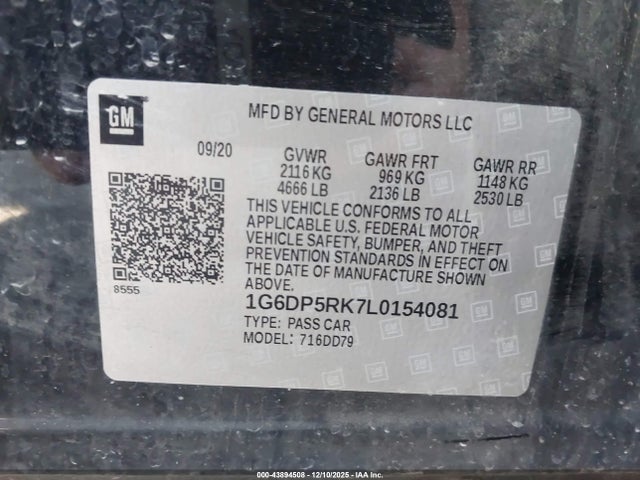 GM
MFD BY GENERAL MOTORS LLC
09/20 GVWR GAWR FRT GAWR RR
2116 KG 969 KG 1148 KG
4666 LB 2136 LB 2530 LB
THIS VEHICLE CONFORMS TO ALL
APPLICABLE U.S. FEDERAL MOTOR
VEHICLE SAFETY, BUMPER, AND THEFT
PREVENTION STANDARDS IN EFFECT ON
THE DATE OF MANUFACTURE SHOWN
ABOVE.
8555
1G6DP5RK7L0154081
TYPE: PASS CAR
MODEL: 716DD79
000-43894508 - 12/10/2025 - IAA Inc.